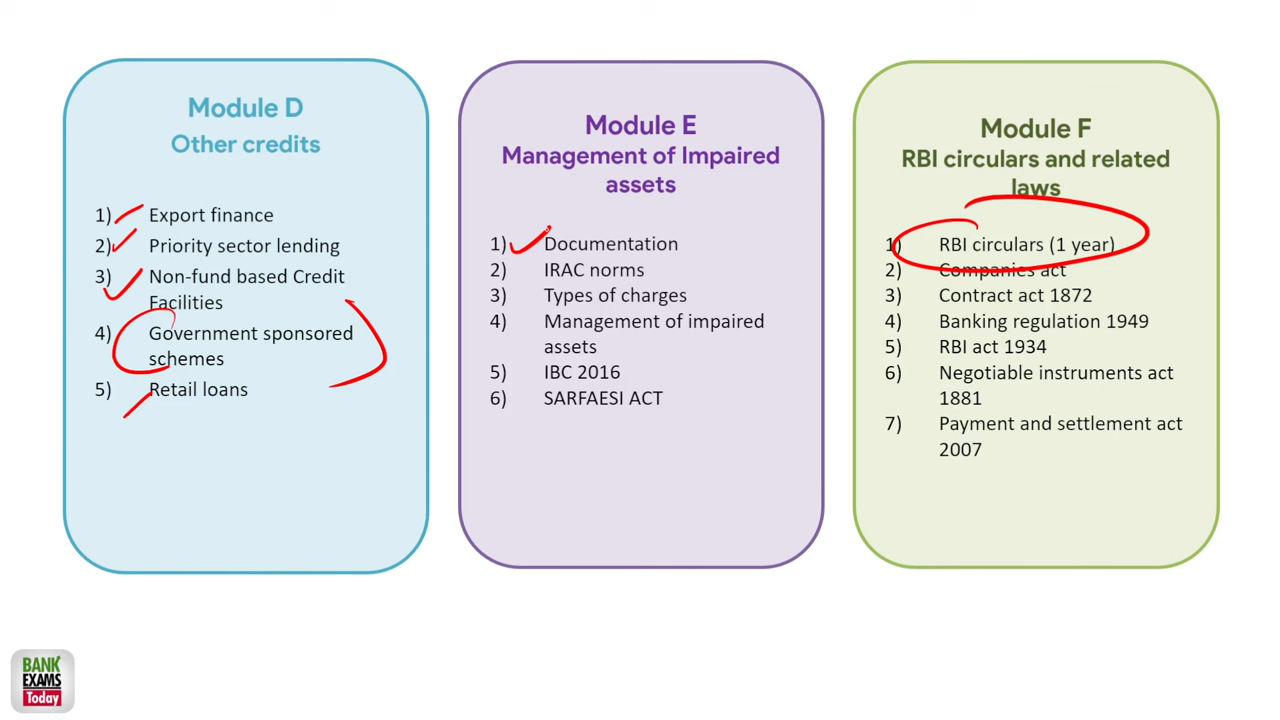 Module D
Other credits
1) Export finance
2) Priority sector lending
3) Non-fund based Credit
Facilities
4) Government sponsored
schemes
5) Retail loans
Module E
Management of Impaired
assets
1) Documentation
2) IRAC norms
3) Types of charges
4) Management of impaired
assets
5) IBC 2016
6) SARFAESI ACT
Module F
RBI circulars and related
laws
1) RBI circulars (1 year)
2) Companies act
3) Contract act 1872
4) Banking regulation 1949
5) RBI act 1934
6) Negotiable instruments act
1881
7) Payment and settlement act
2007
BANK
EXAMS
Today